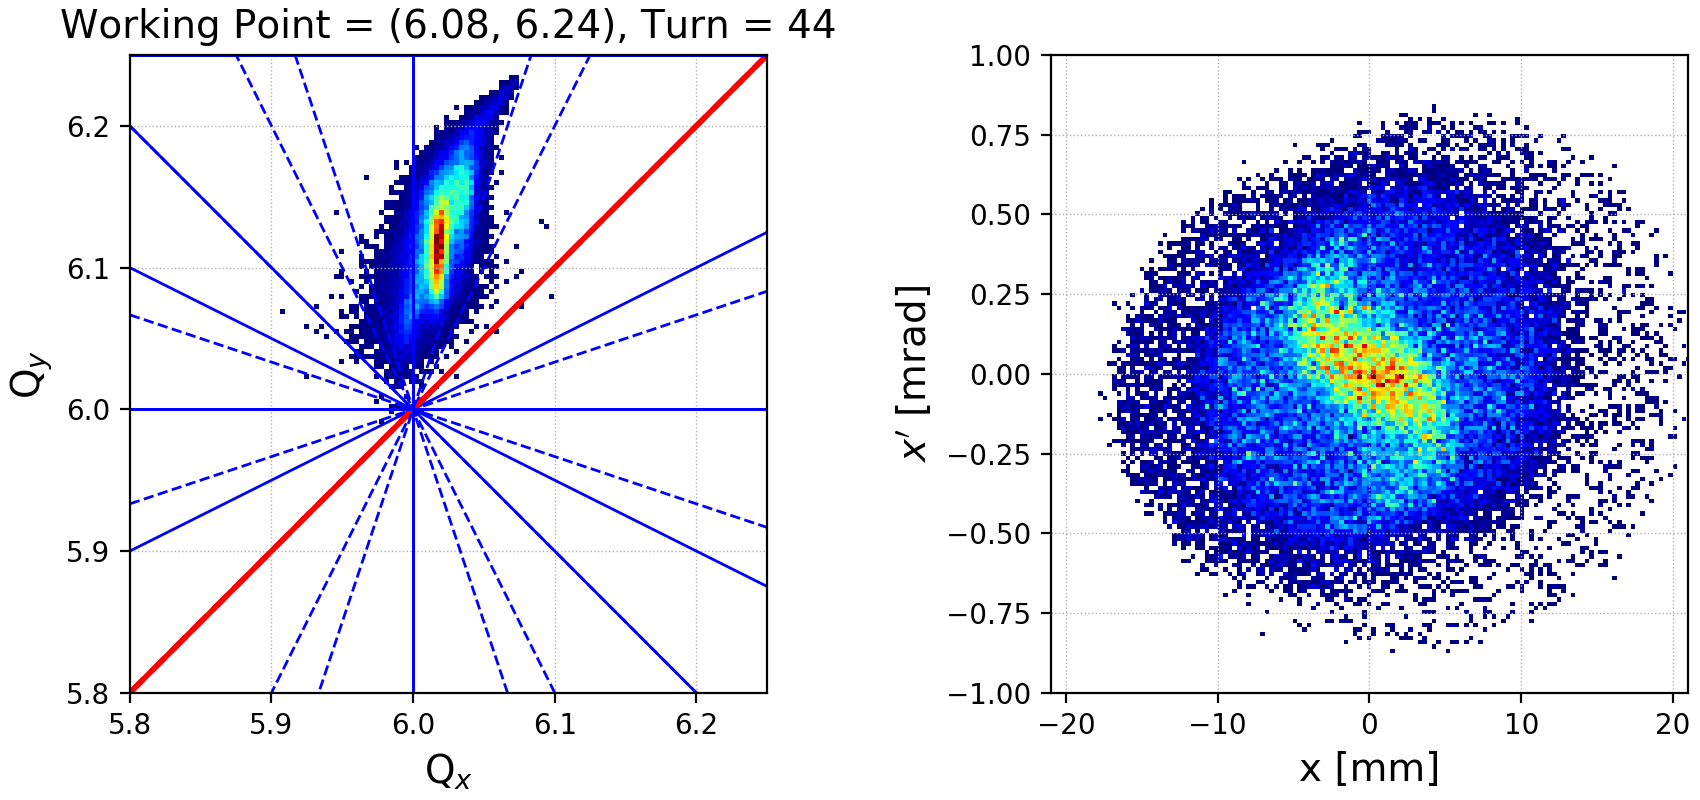 Working Point = (6.08, 6.24), Turn = 44
6.2
6.1
6.0
5.9
5.8
Qy
5.8 5.9 6.0 6.1 6.2
Qx
1.00
0.75
0.50
0.25
0.00
−0.25
−0.50
−0.75
−1.00
x′ [mrad]
−20 −10 0 10 20
x [mm]